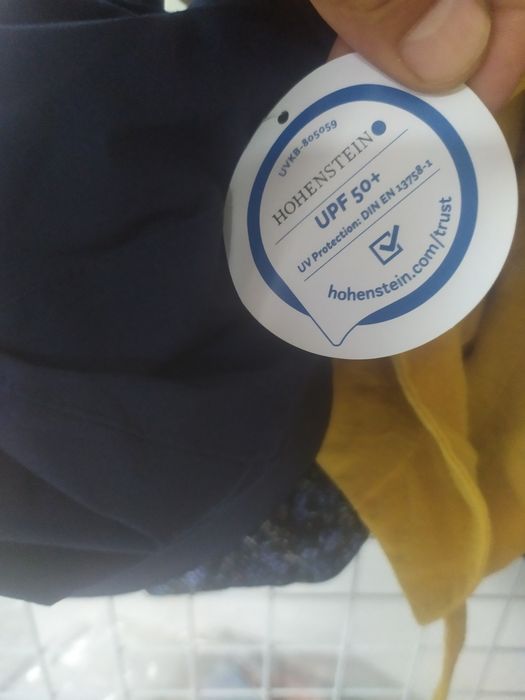 UVKB-805059
HOHENSTEIN
UPF 50+
UV Protection: DIN EN 13758-1
hohenstein.com/trust